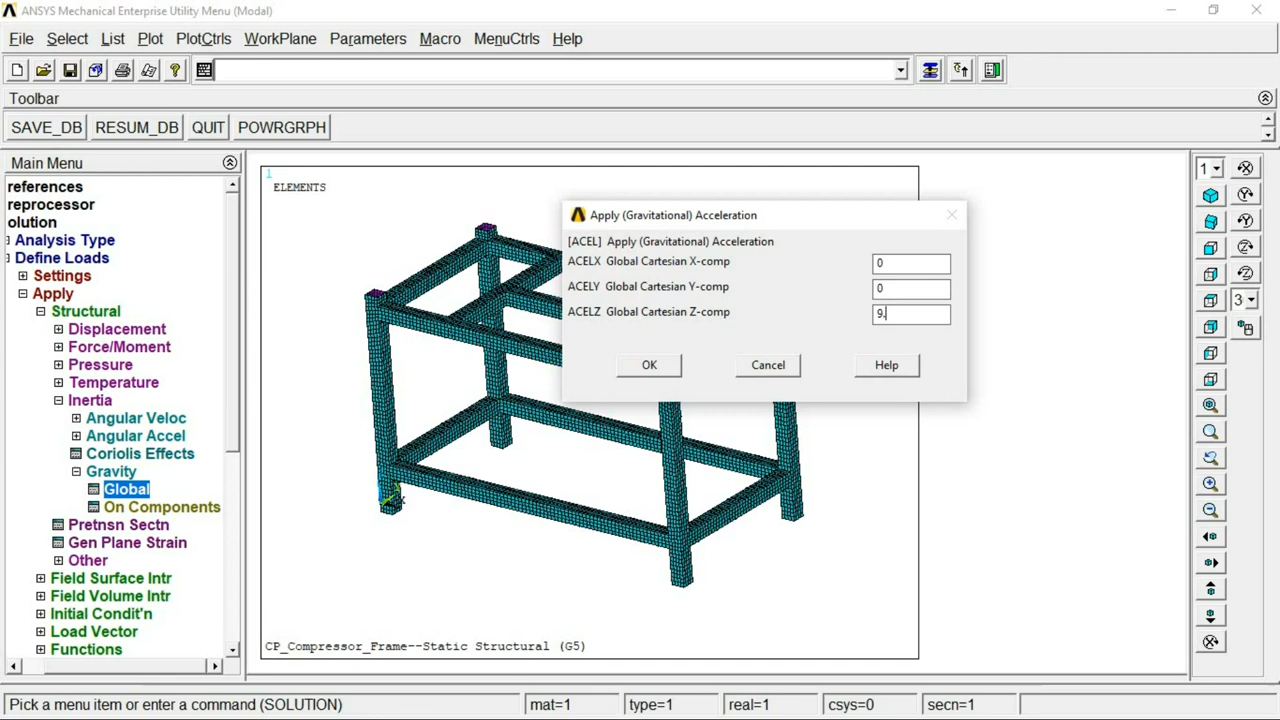 ANSYS Mechanical Enterprise Utility Menu (Modal)
File Select List Plot PlotCtrls WorkPlane Parameters Macro MenuCtrls Help
Toolbar
SAVE_DB RESUM_DB QUIT POWRGRPH
Main Menu
references
reprocessor
olution
Analysis Type
Define Loads
Settings
Apply
Structural
Displacement
Force/Moment
Pressure
Temperature
Inertia
Angular Veloc
Angular Accel
Coriolis Effects
Gravity
Global
On Components
Pretnsn Sectn
Gen Plane Strain
Other
Field Surface Intr
Field Volume Intr
Initial Condit'n
Load Vector
Functions
1
ELEMENTS
Apply (Gravitational) Acceleration
[ACEL] Apply (Gravitational) Acceleration
ACELX Global Cartesian X-comp 0
ACELY Global Cartesian Y-comp 0
ACELZ Global Cartesian Z-comp 9.
OK Cancel Help
CP_Compressor_Frame--Static Structural (G5)
1
3
Pick a menu item or enter a command (SOLUTION) mat=1 type=1 real=1 csys=0 secn=1